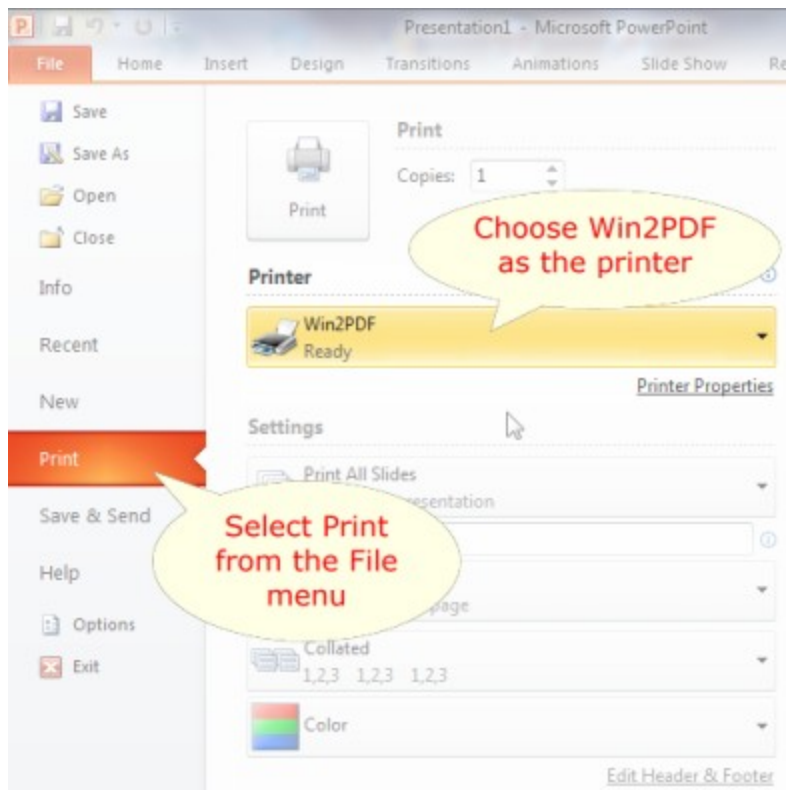 Presentation1 - Microsoft PowerPoint
File Home Insert Design Transitions Animations Slide Show
Save
Save As
Open
Close
Info
Recent
New
Print
Save & Send
Help
Options
Exit
Print
Print
Copies: 1
Choose Win2PDF
as the printer
Printer
Win2PDF
Ready
Printer Properties
Settings
Print All Slides
presentation
Select Print
from the File
menu
page
Collated
1,2,3 1,2,3 1,2,3
Color
Edit Header & Footer